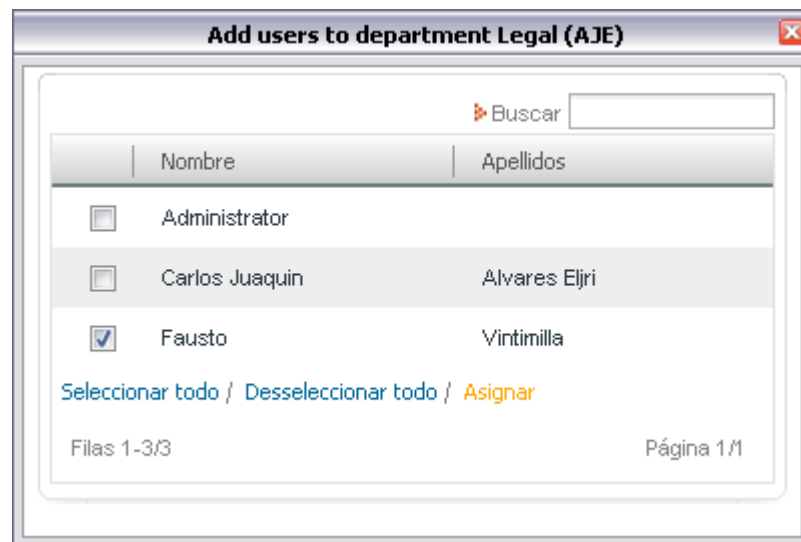 Add users to department Legal (AJE)
Buscar
Nombre Apellidos
Administrator
Carlos Juaquin Alvares Eljri
Fausto Vintimilla
Seleccionar todo / Desseleccionar todo / Asignar
Filas 1-3/3 Página 1/1